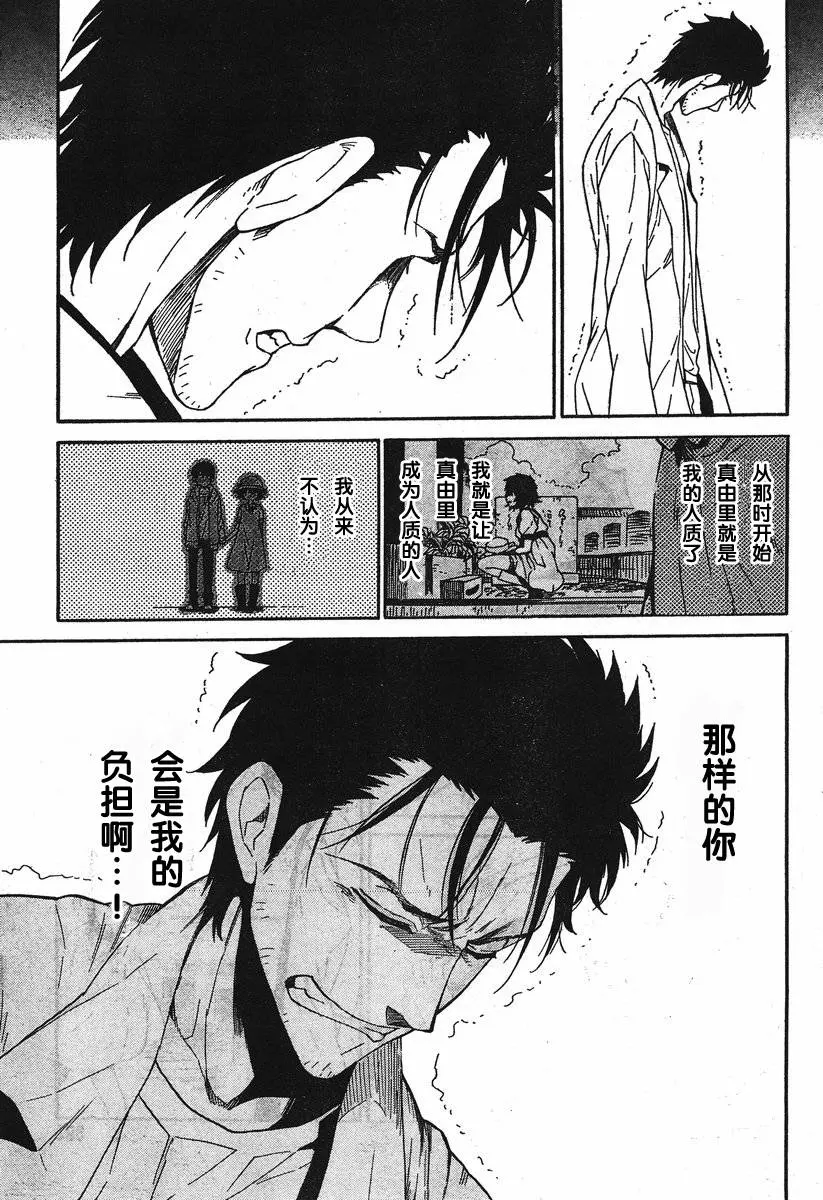 从那时开始
真由里就是
我的人质了
我就是让
真由里
成为人质的人
我从来
不认为…
那样的你
会是我的
负担啊…！